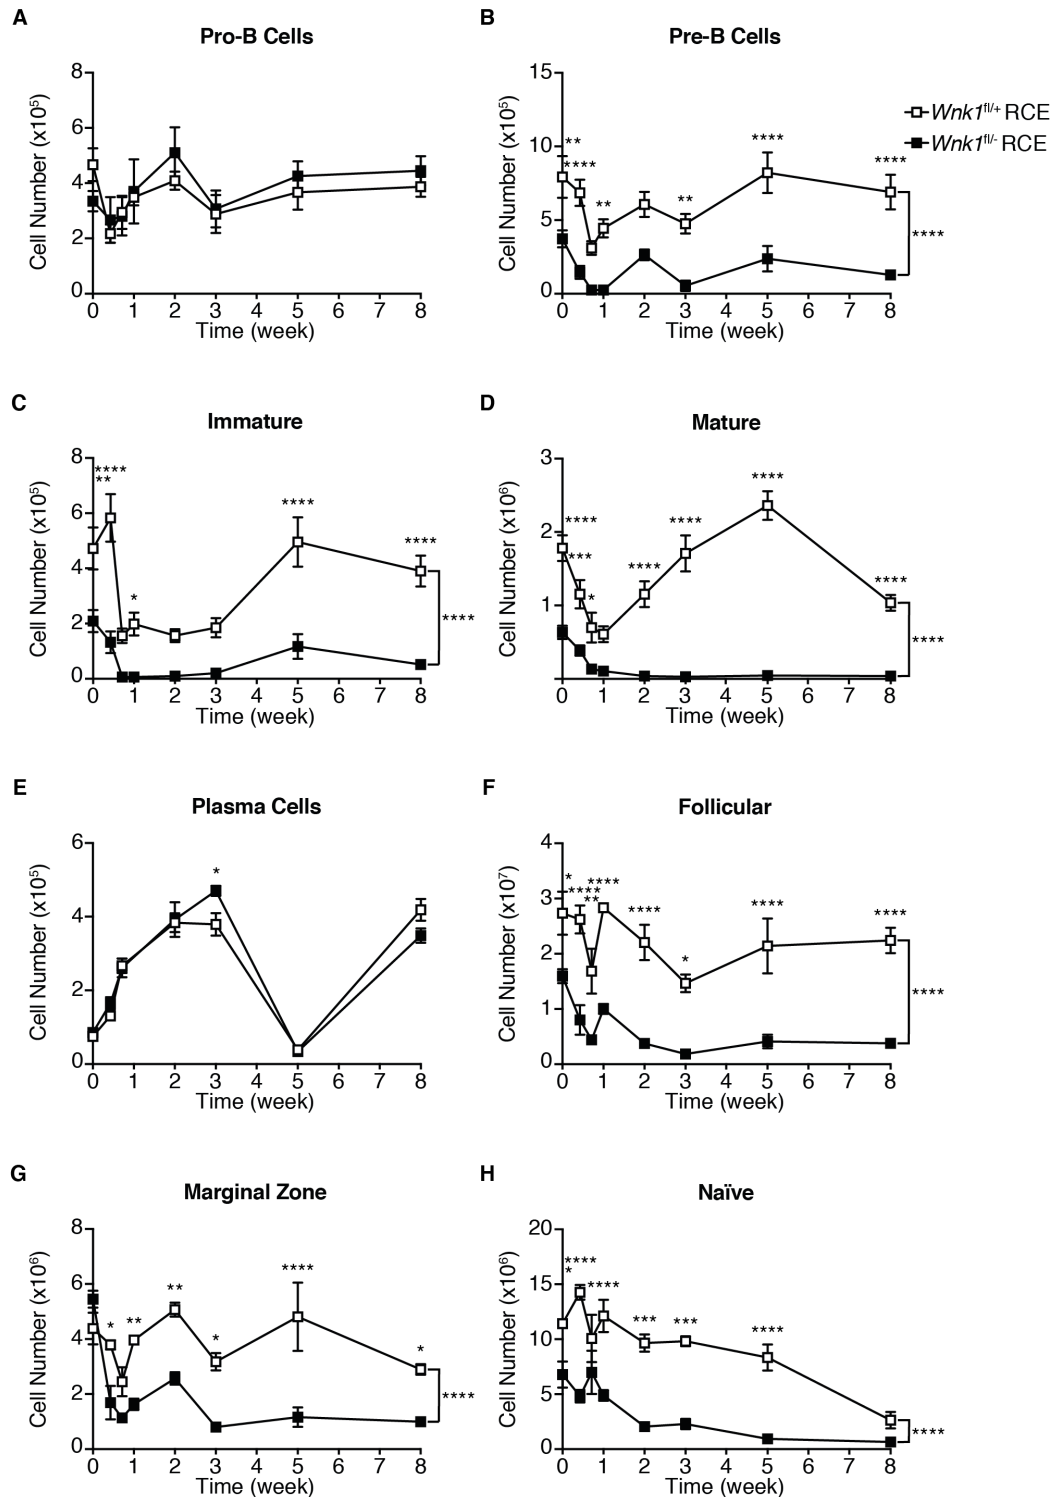 A
Pro-B Cells
Cell Number (x10⁵)
8
6
4
2
0
0 1 2 3 4 5 6 7 8
Time (week)
B
Pre-B Cells
Cell Number (x10⁵)
15
10
5
0
** **** ** ** **** ****
****
0 1 2 3 4 5 6 7 8
Time (week)
Wnk1fl/+ RCE
Wnk1fl/- RCE
C
Immature
Cell Number (x10⁵)
8
6
4
2
0
**** ** * **** ****
****
0 1 2 3 4 5 6 7 8
Time (week)
D
Mature
Cell Number (x10⁶)
3
2
1
**** *** * **** **** **** ****
****
0 1 2 3 4 5 6 7 8
Time (week)
E
Plasma Cells
Cell Number (x10⁵)
6
4
2
0
*
0 1 2 3 4 5 6 7 8
Time (week)
F
Follicular
Cell Number (x10⁷)
4
3
2
1
0
* **** ** **** **** * **** ****
****
0 1 2 3 4 5 6 7 8
Time (week)
G
Marginal Zone
Cell Number (x10⁶)
8
6
4
2
0
* ** ** * **** *
****
0 1 2 3 4 5 6 7 8
Time (week)
H
Naïve
Cell Number (x10⁶)
20
15
10
5
0
**** * **** *** *** ****
****
0 1 2 3 4 5 6 7 8
Time (week)